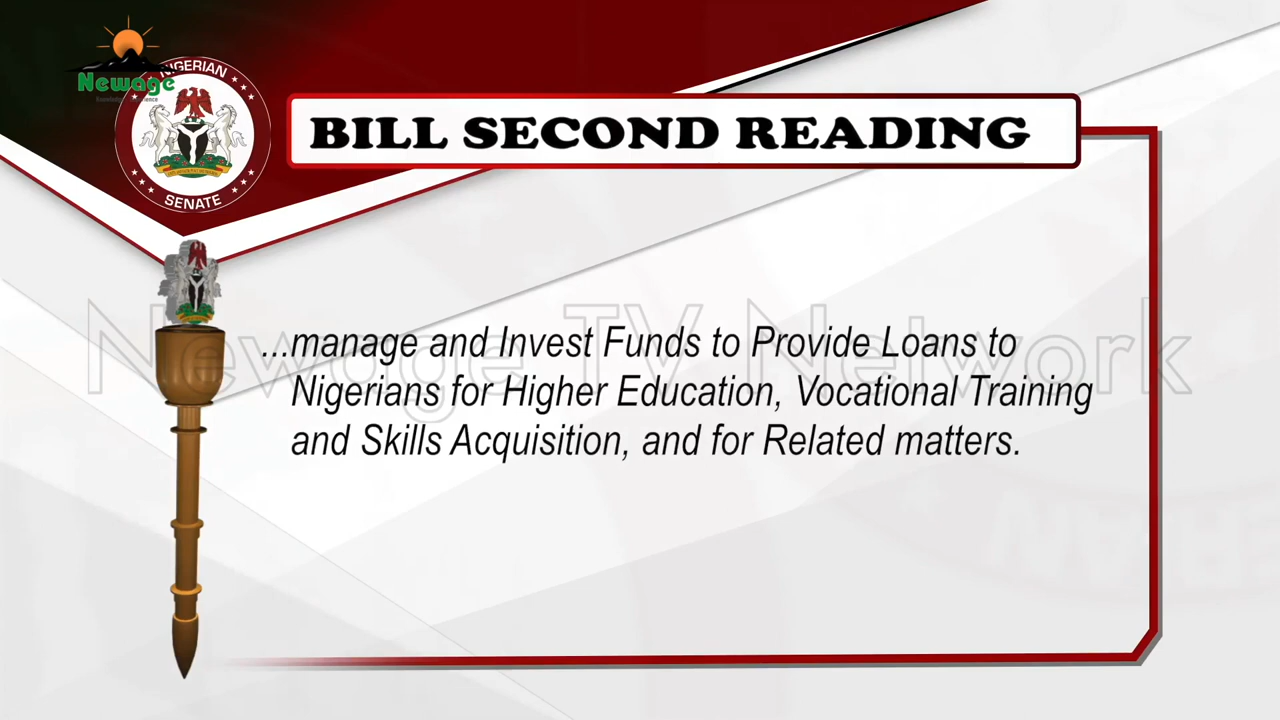 Newage
NIGERIAN
SENATE
BILL SECOND READING
Newage TV Network
...manage and Invest Funds to Provide Loans to
Nigerians for Higher Education, Vocational Training
and Skills Acquisition, and for Related matters.